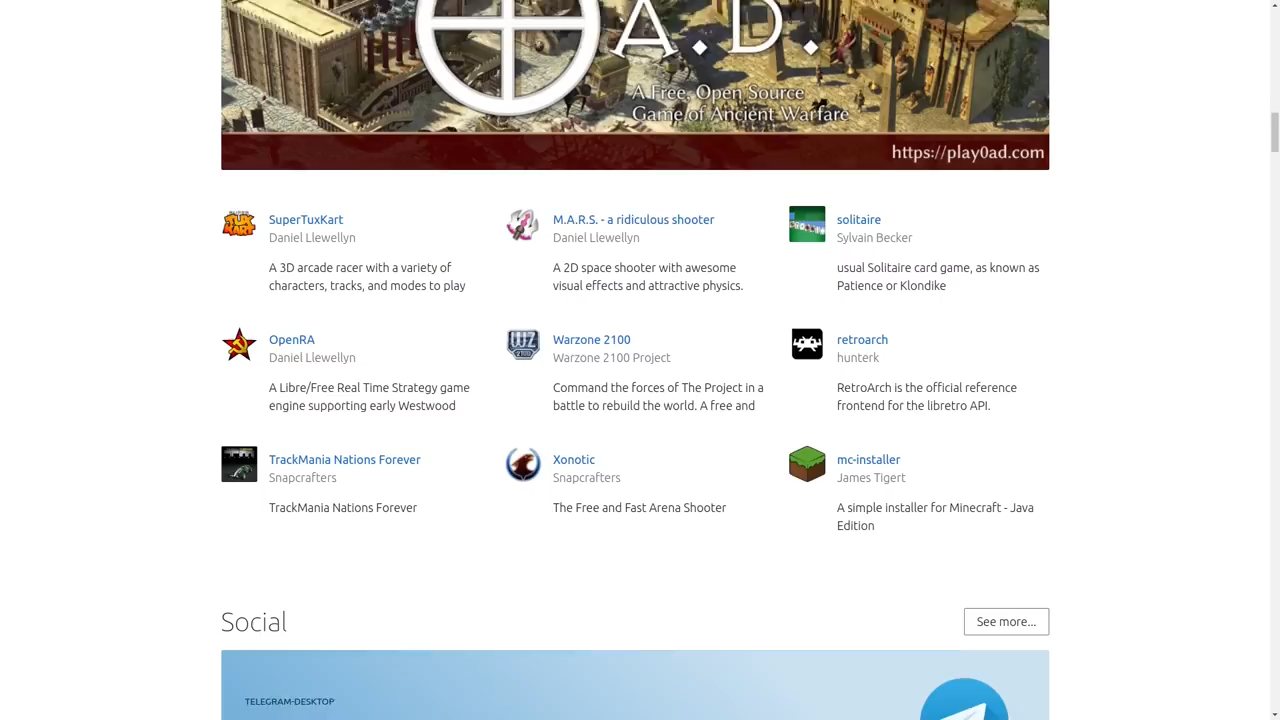 A.D.
A Free, Open Source
Game of Ancient Warfare
https://play0ad.com
SuperTuxKart
Daniel Llewellyn
A 3D arcade racer with a variety of
characters, tracks, and modes to play
M.A.R.S. - a ridiculous shooter
Daniel Llewellyn
A 2D space shooter with awesome
visual effects and attractive physics.
solitaire
Sylvain Becker
usual Solitaire card game, as known as
Patience or Klondike
OpenRA
Daniel Llewellyn
A Libre/Free Real Time Strategy game
engine supporting early Westwood
Warzone 2100
Warzone 2100 Project
Command the forces of The Project in a
battle to rebuild the world. A free and
retroarch
hunterk
RetroArch is the official reference
frontend for the libretro API.
TrackMania Nations Forever
Snapcrafters
TrackMania Nations Forever
Xonotic
Snapcrafters
The Free and Fast Arena Shooter
mc-installer
James Tigert
A simple installer for Minecraft - Java
Edition
Social
See more...
TELEGRAM-DESKTOP